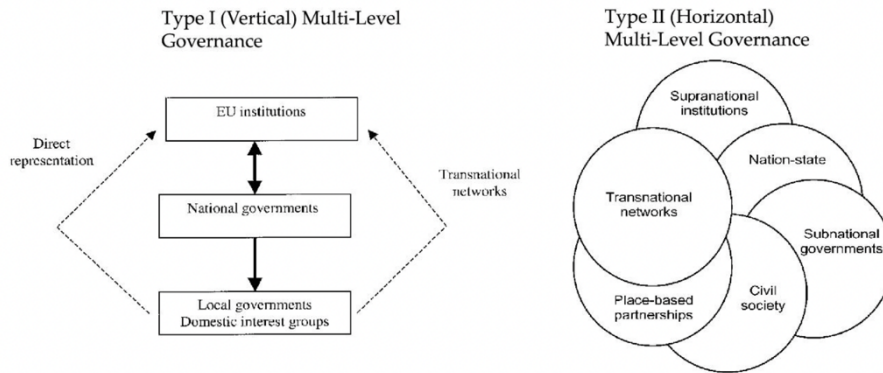 Type I (Vertical) Multi-Level
Governance
EU institutions
Direct
representation
Transnational
networks
National governments
Local governments
Domestic interest groups
Type II (Horizontal)
Multi-Level Governance
Supranational
institutions
Nation-state
Transnational
networks
Subnational
governments
Civil
society
Place-based
partnerships